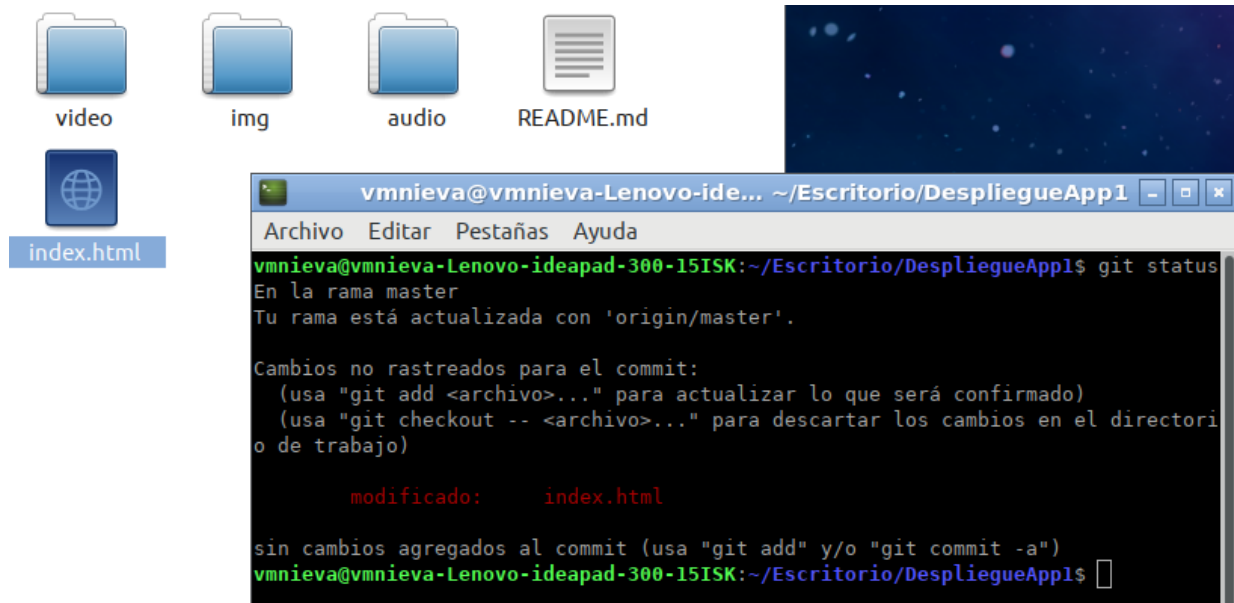 video
img
audio
README.md
index.html
vmnieva@vmnieva-Lenovo-ide... ~/Escritorio/DespliegueApp1
Archivo Editar Pestañas Ayuda
vmnieva@vmnieva-Lenovo-ideapad-300-15ISK:~/Escritorio/DespliegueApp1$ git status
En la rama master
Tu rama está actualizada con 'origin/master'.
Cambios no rastreados para el commit:
(usa "git add <archivo>..." para actualizar lo que será confirmado)
(usa "git checkout -- <archivo>..." para descartar los cambios en el directori
o de trabajo)
modificado: index.html
sin cambios agregados al commit (usa "git add" y/o "git commit -a")
vmnieva@vmnieva-Lenovo-ideapad-300-15ISK:~/Escritorio/DespliegueApp1$